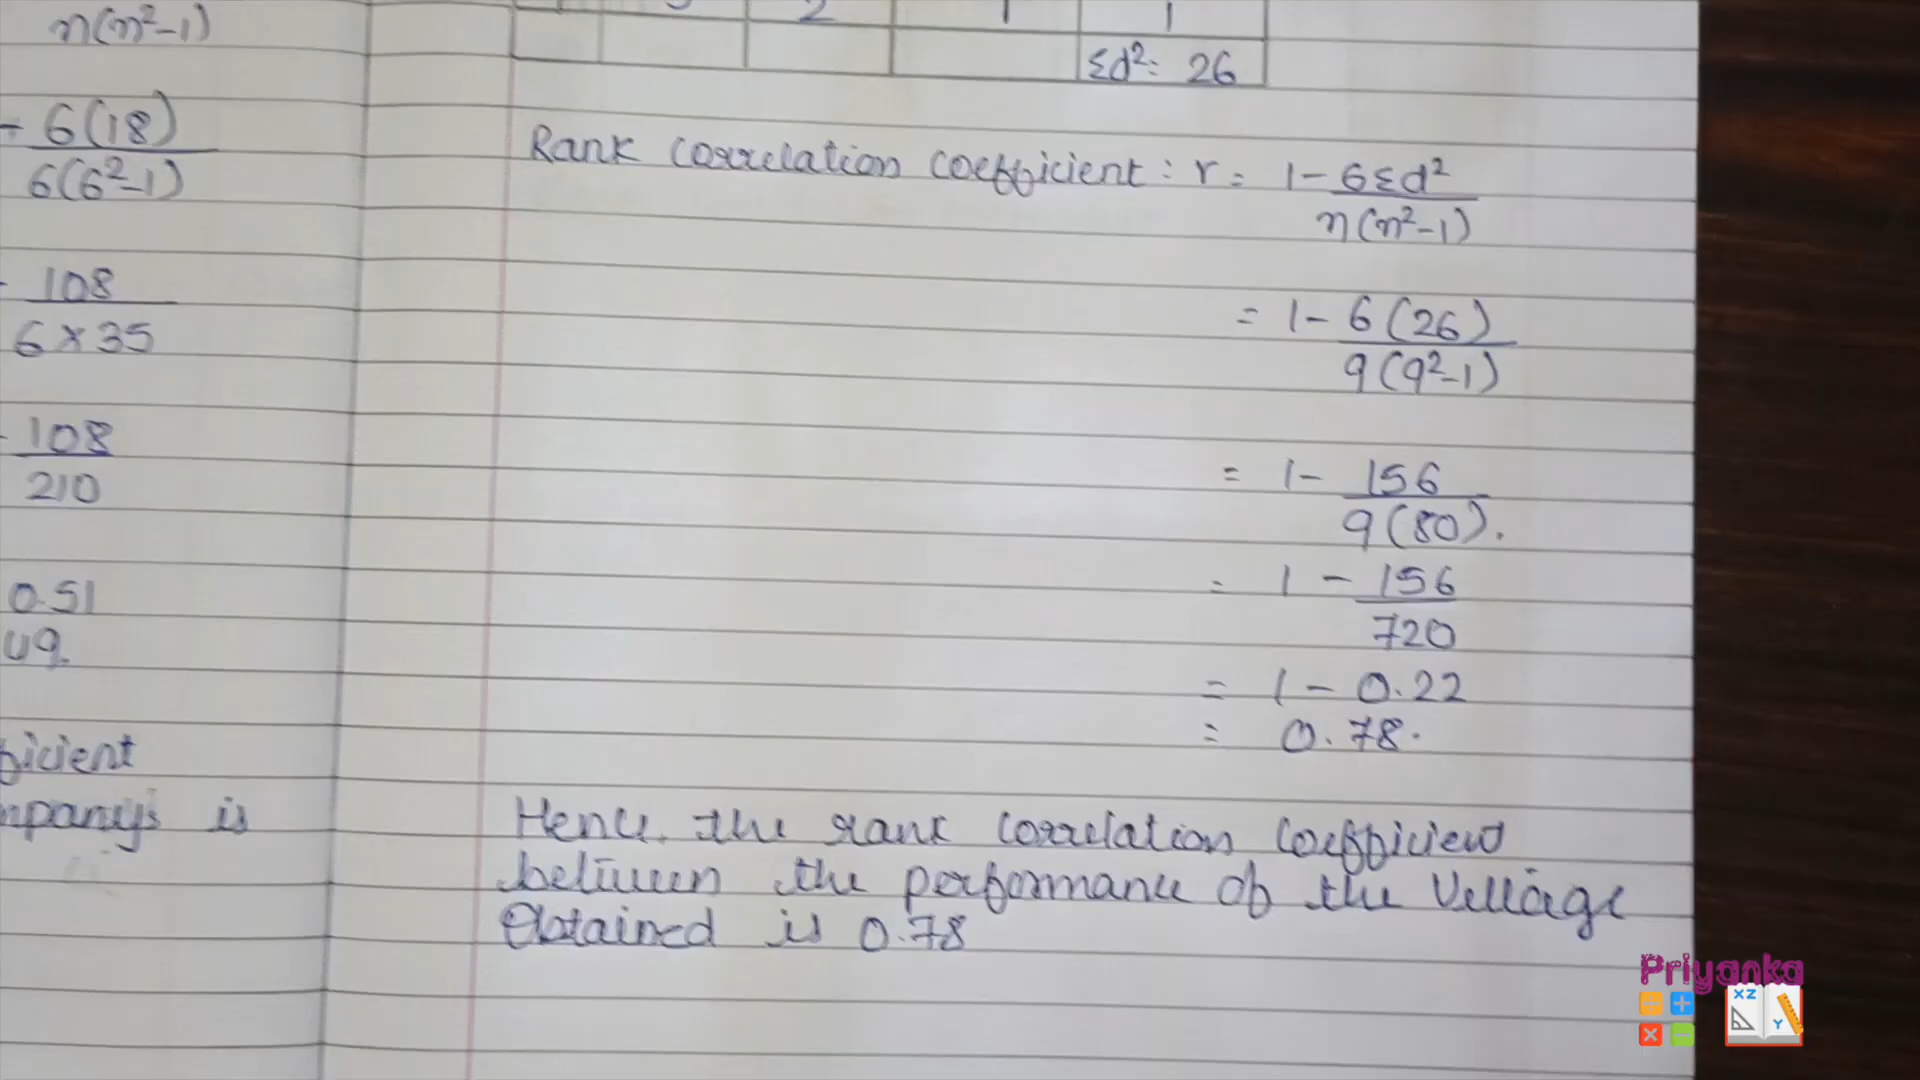 n(n²-1)
6(18)
6(6²-1)
108
6×35
108
210
0.51
49.
ficient
mpany's is
2 1 1
Σd²: 26
Rank correlation coefficient : r = 1 - 6Σd²
n(n²-1)
= 1 - 6(26)
9(9²-1)
= 1 - 156
9(80).
= 1 - 156
720
= 1 - 0.22
= 0.78.
Hence, the rank correlation coefficient
between the performance of the village
Obtained is 0.78
Priyanka
XZ
Y